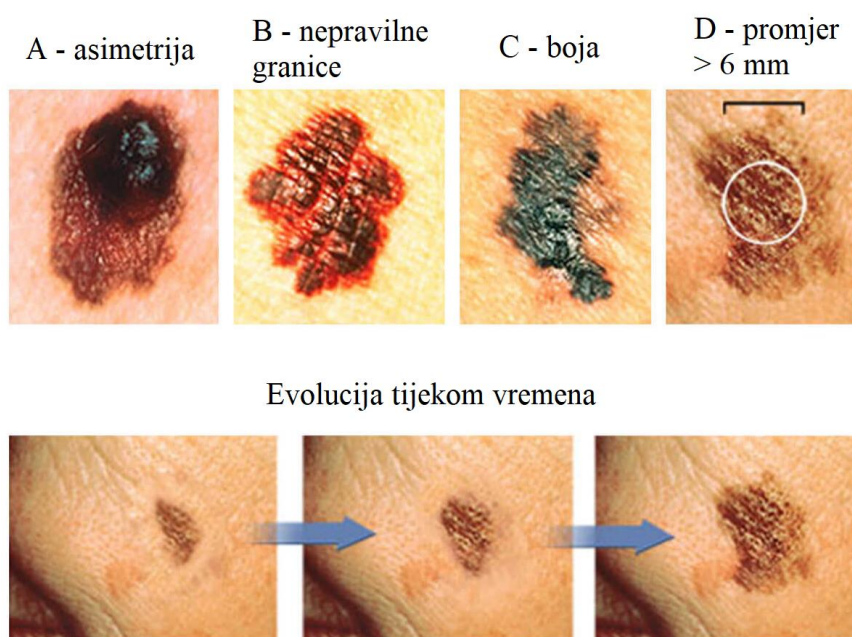 A - asimetrija
B - nepravilne
granice
C - boja
D - promjer
> 6 mm
Evolucija tijekom vremena